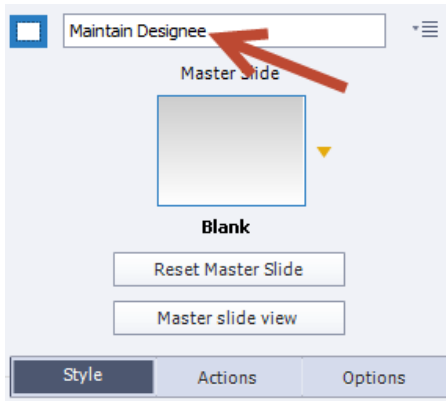 Maintain Designee
Master Slide
Blank
Reset Master Slide
Master slide view
Style Actions Options